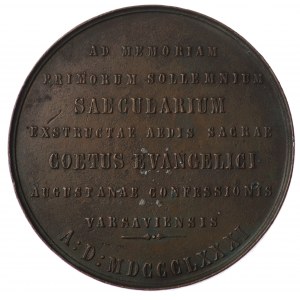 AD MEMORIAM
PRIMORUM SOLLEMNIUM
SAECULARIUM
EXSTRUCTAE AEDIS SACRAE
COETUS EVANGELICI
AUGUSTANAE CONFESSIONIS
VARSAVIENSIS
A: D: MDCCCLXXXI